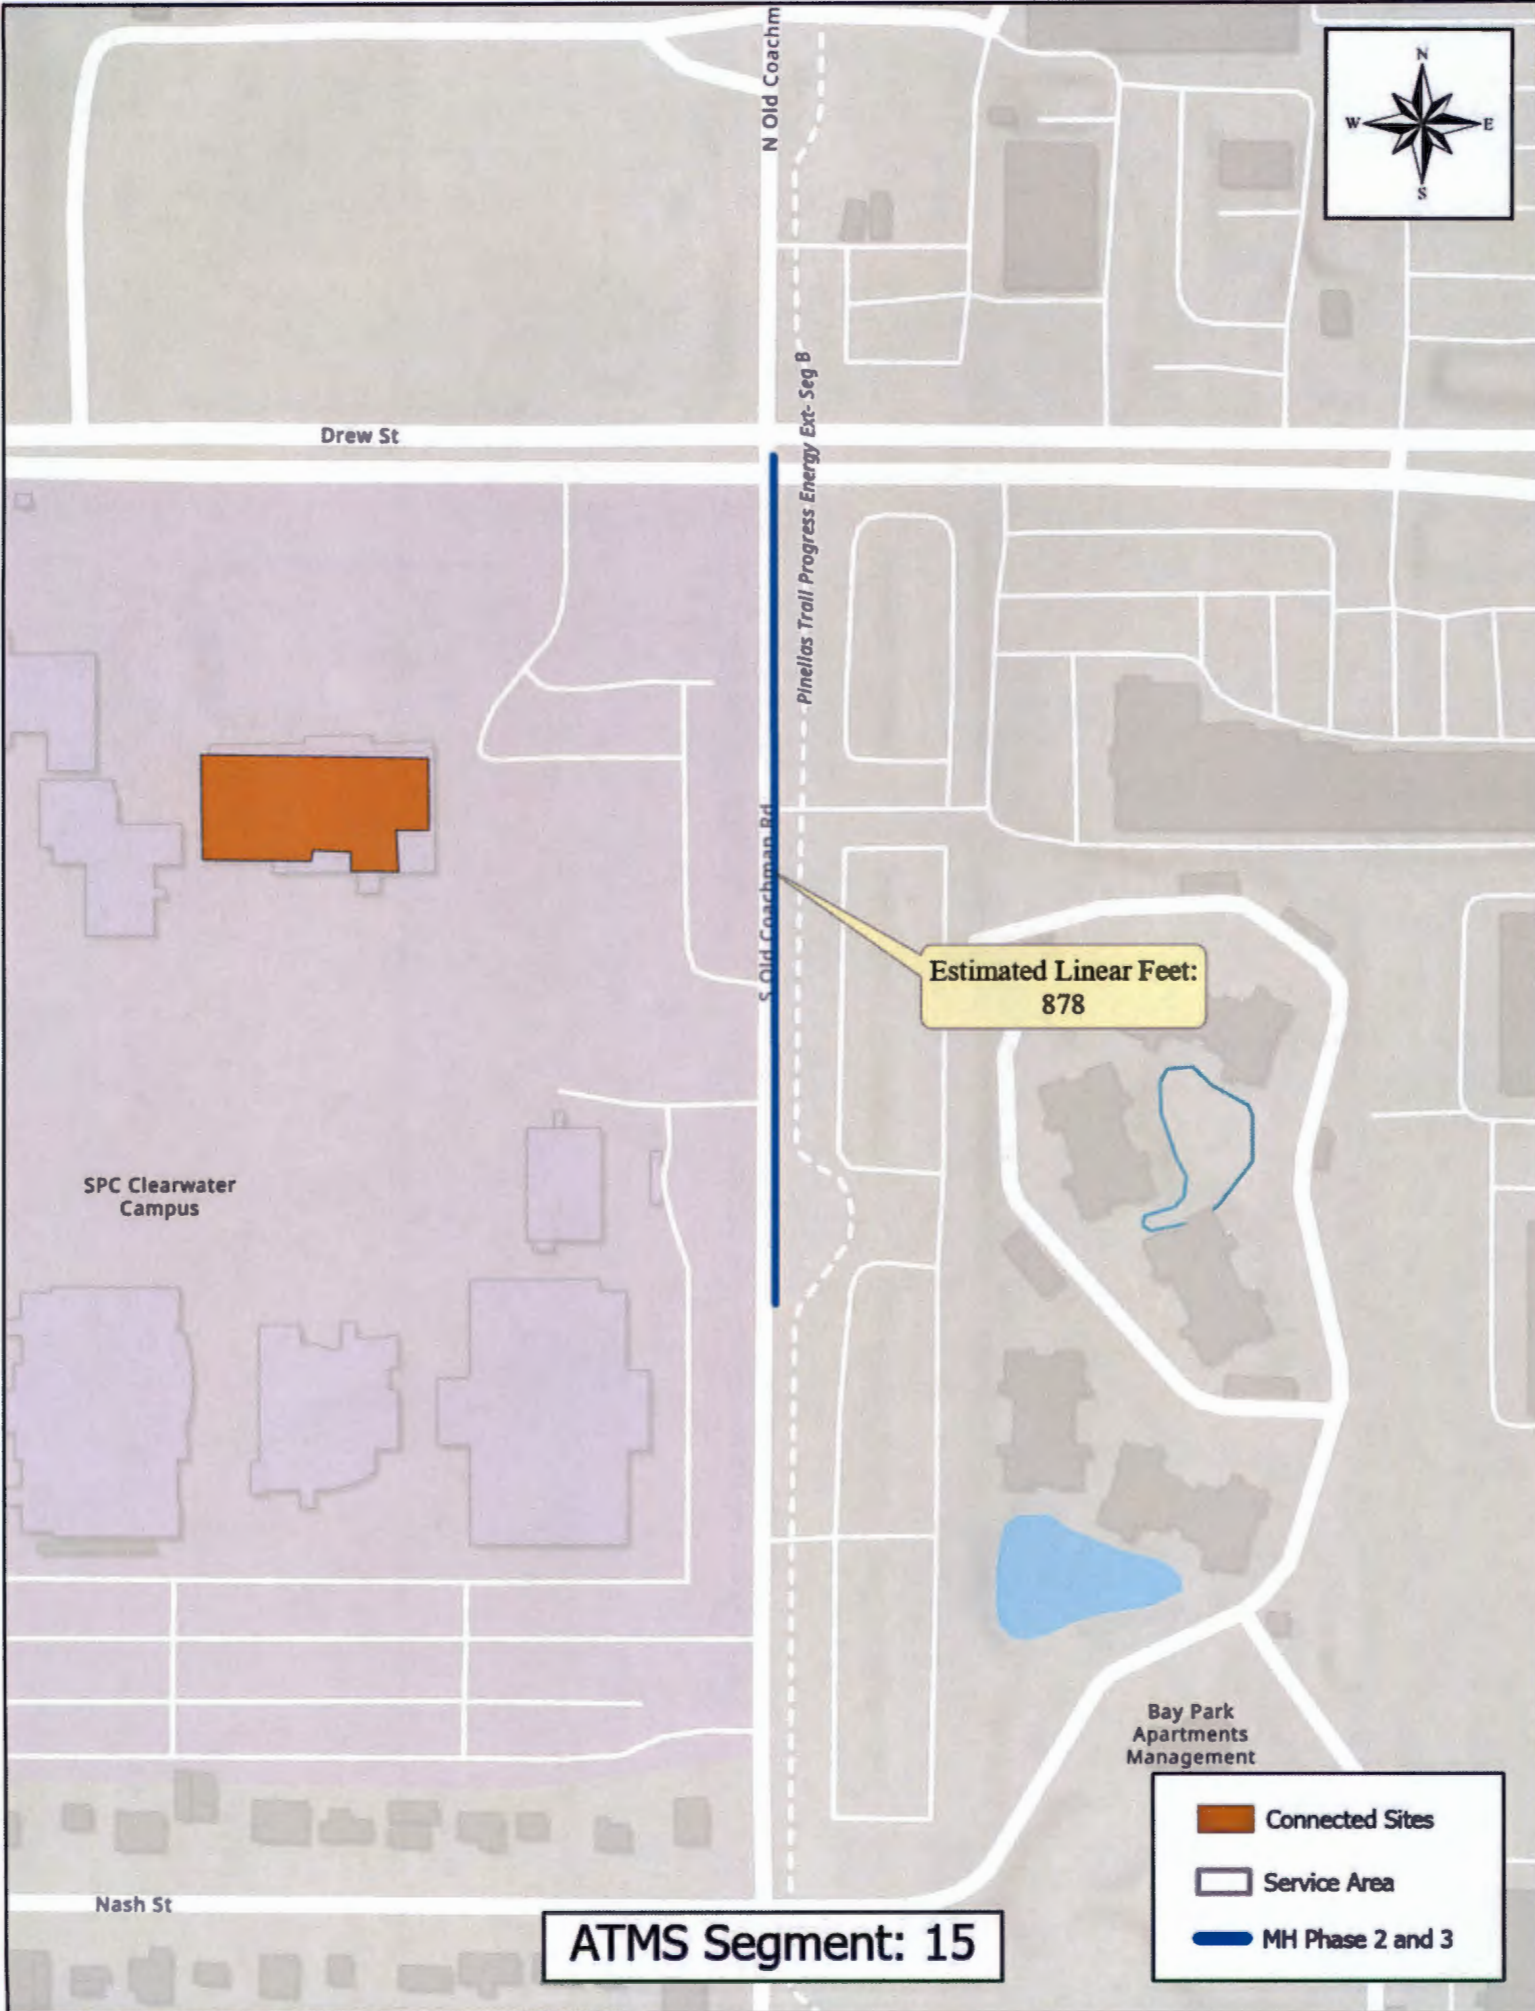 N Old Coachm
N
W
E
S
Pinellas Trail Progress Energy Ext- Seg B
Drew St
S Old Coachman Rd
Estimated Linear Feet:
878
SPC Clearwater
Campus
Bay Park
Apartments
Management
Connected Sites
Service Area
MH Phase 2 and 3
Nash St
ATMS Segment: 15